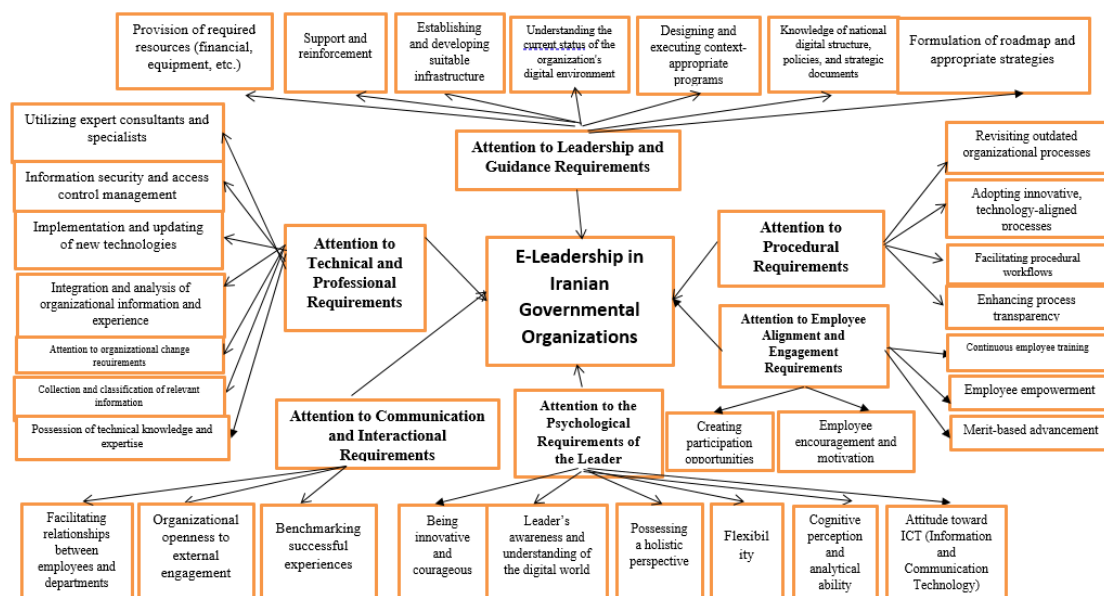 Provision of required
resources (financial,
equipment, etc.)
Support and
reinforcement
Establishing
and developing
suitable
infrastructure
Understanding the
current status of the
organization's
digital environment
Designing and
executing context-
appropriate
programs
Knowledge of national
digital structure,
policies, and strategic
documents
Formulation of roadmap and
appropriate strategies
Utilizing expert consultants and
specialists
Information security and access
control management
Implementation and updating
of new technologies
Integration and analysis of
organizational information and
experience
Attention to organizational change
requirements
Collection and classification of relevant
information
Possession of technical knowledge and
expertise
Attention to Leadership and
Guidance Requirements
Attention to
Technical and
Professional
Requirements
E-Leadership in
Iranian
Governmental
Organizations
Attention to
Procedural
Requirements
Revisiting outdated
organizational processes
Adopting innovative,
technology-aligned
processes
Facilitating procedural
workflows
Enhancing process
transparency
Attention to Employee
Alignment and
Engagement
Requirements
Continuous employee training
Employee empowerment
Merit-based advancement
Creating
participation
opportunities
Employee
encouragement and
motivation
Attention to Communication
and Interactional
Requirements
Attention to the
Psychological
Requirements of
the Leader
Facilitating
relationships
between
employees and
departments
Organizational
openness to
external
engagement
Benchmarking
successful
experiences
Being
innovative
and
courageous
Leader's
awareness and
understanding of
the digital world
Possessing
a holistic
perspective
Flexibil
ity
Cognitive
perception
and
analytical
ability
Attitude toward
ICT (Information
and
Communication
Technology)